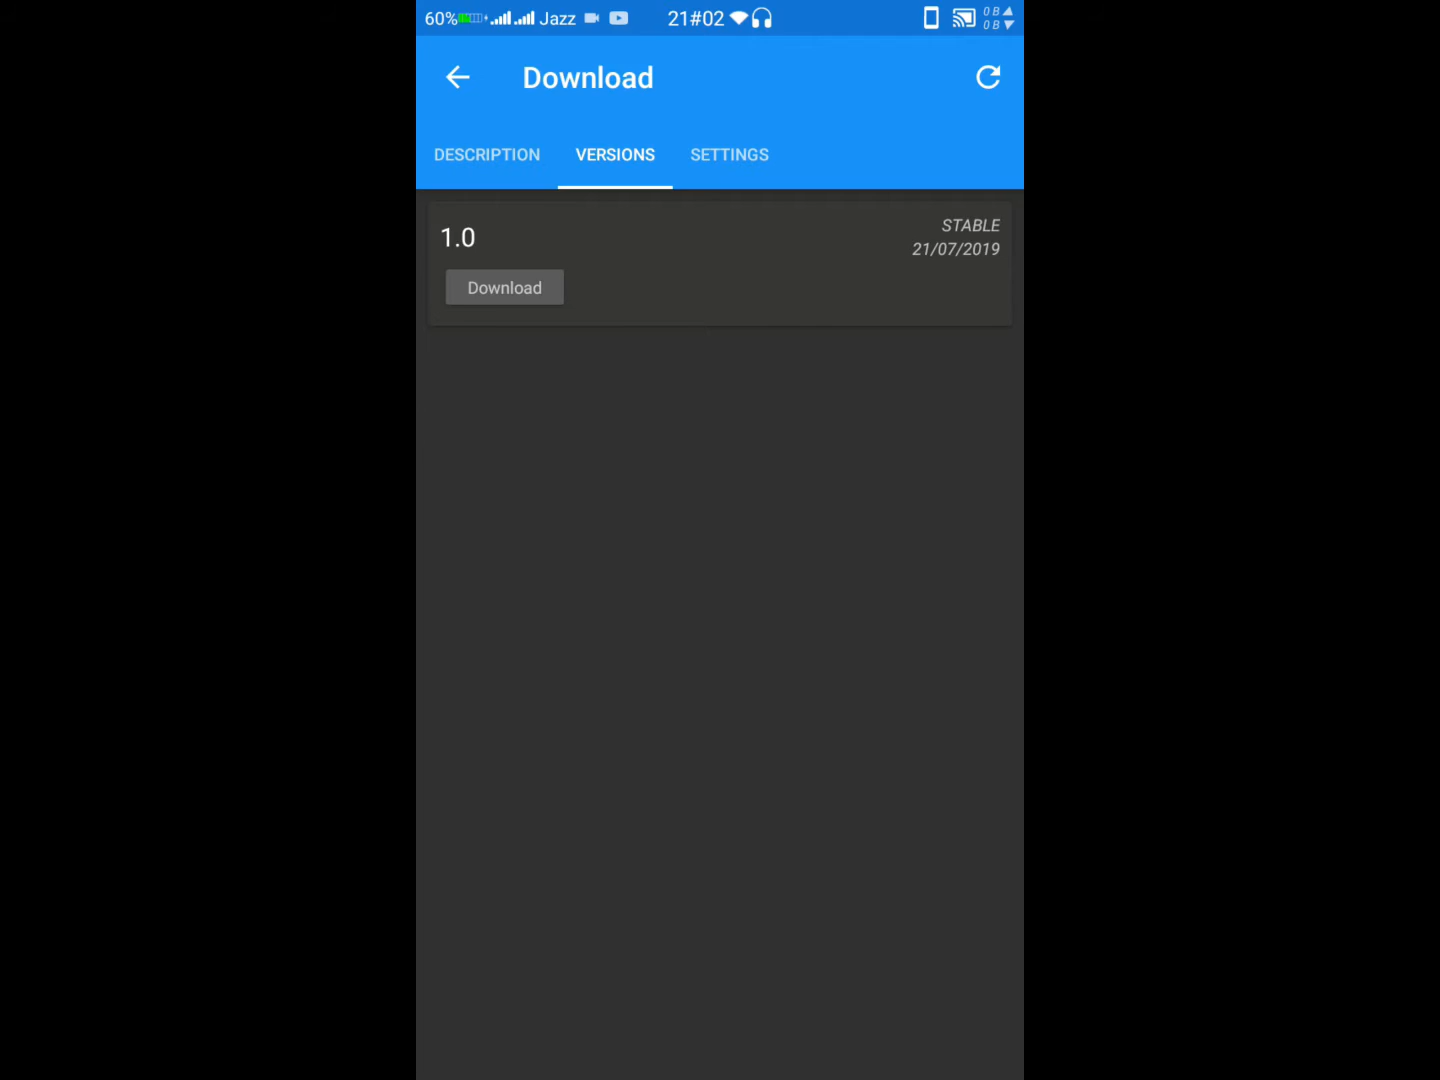 60% Jazz 21#02 0 B
0 B
Download
DESCRIPTION VERSIONS SETTINGS
1.0 STABLE
21/07/2019
Download